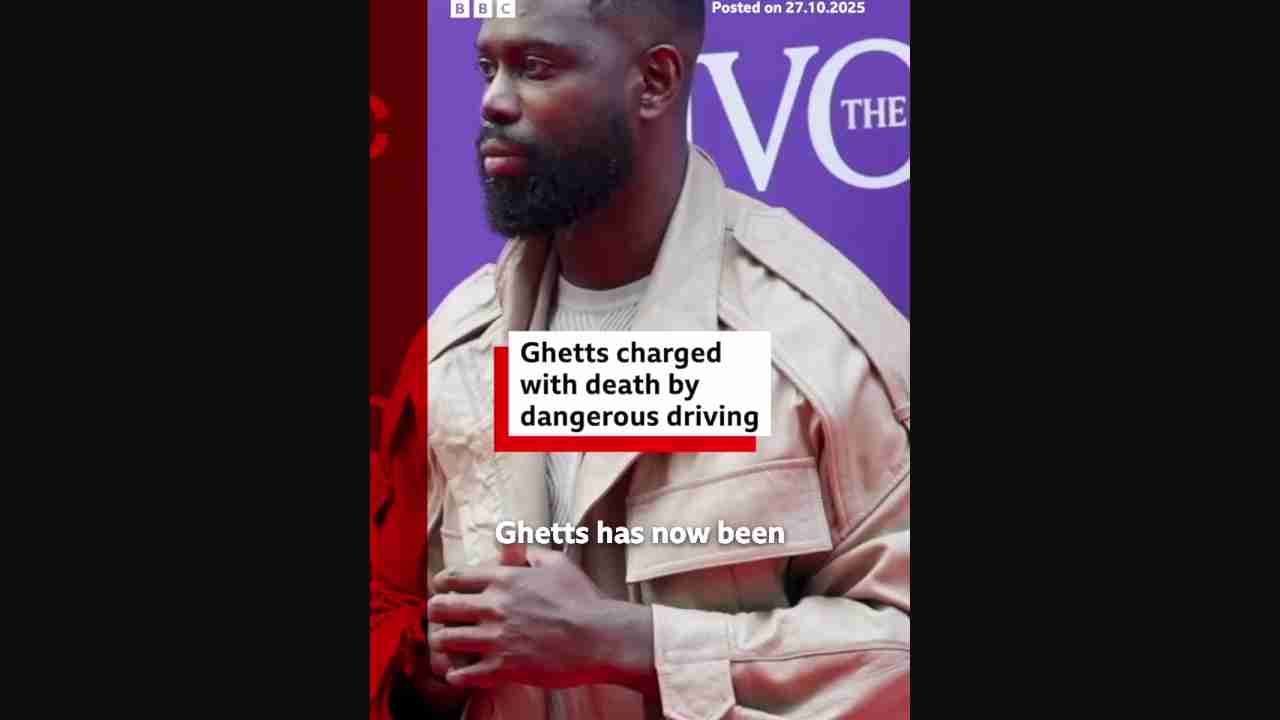 BBC
Posted on 27.10.2025
VO
THE
Ghetts charged
with death by
dangerous driving
Ghetts has now been